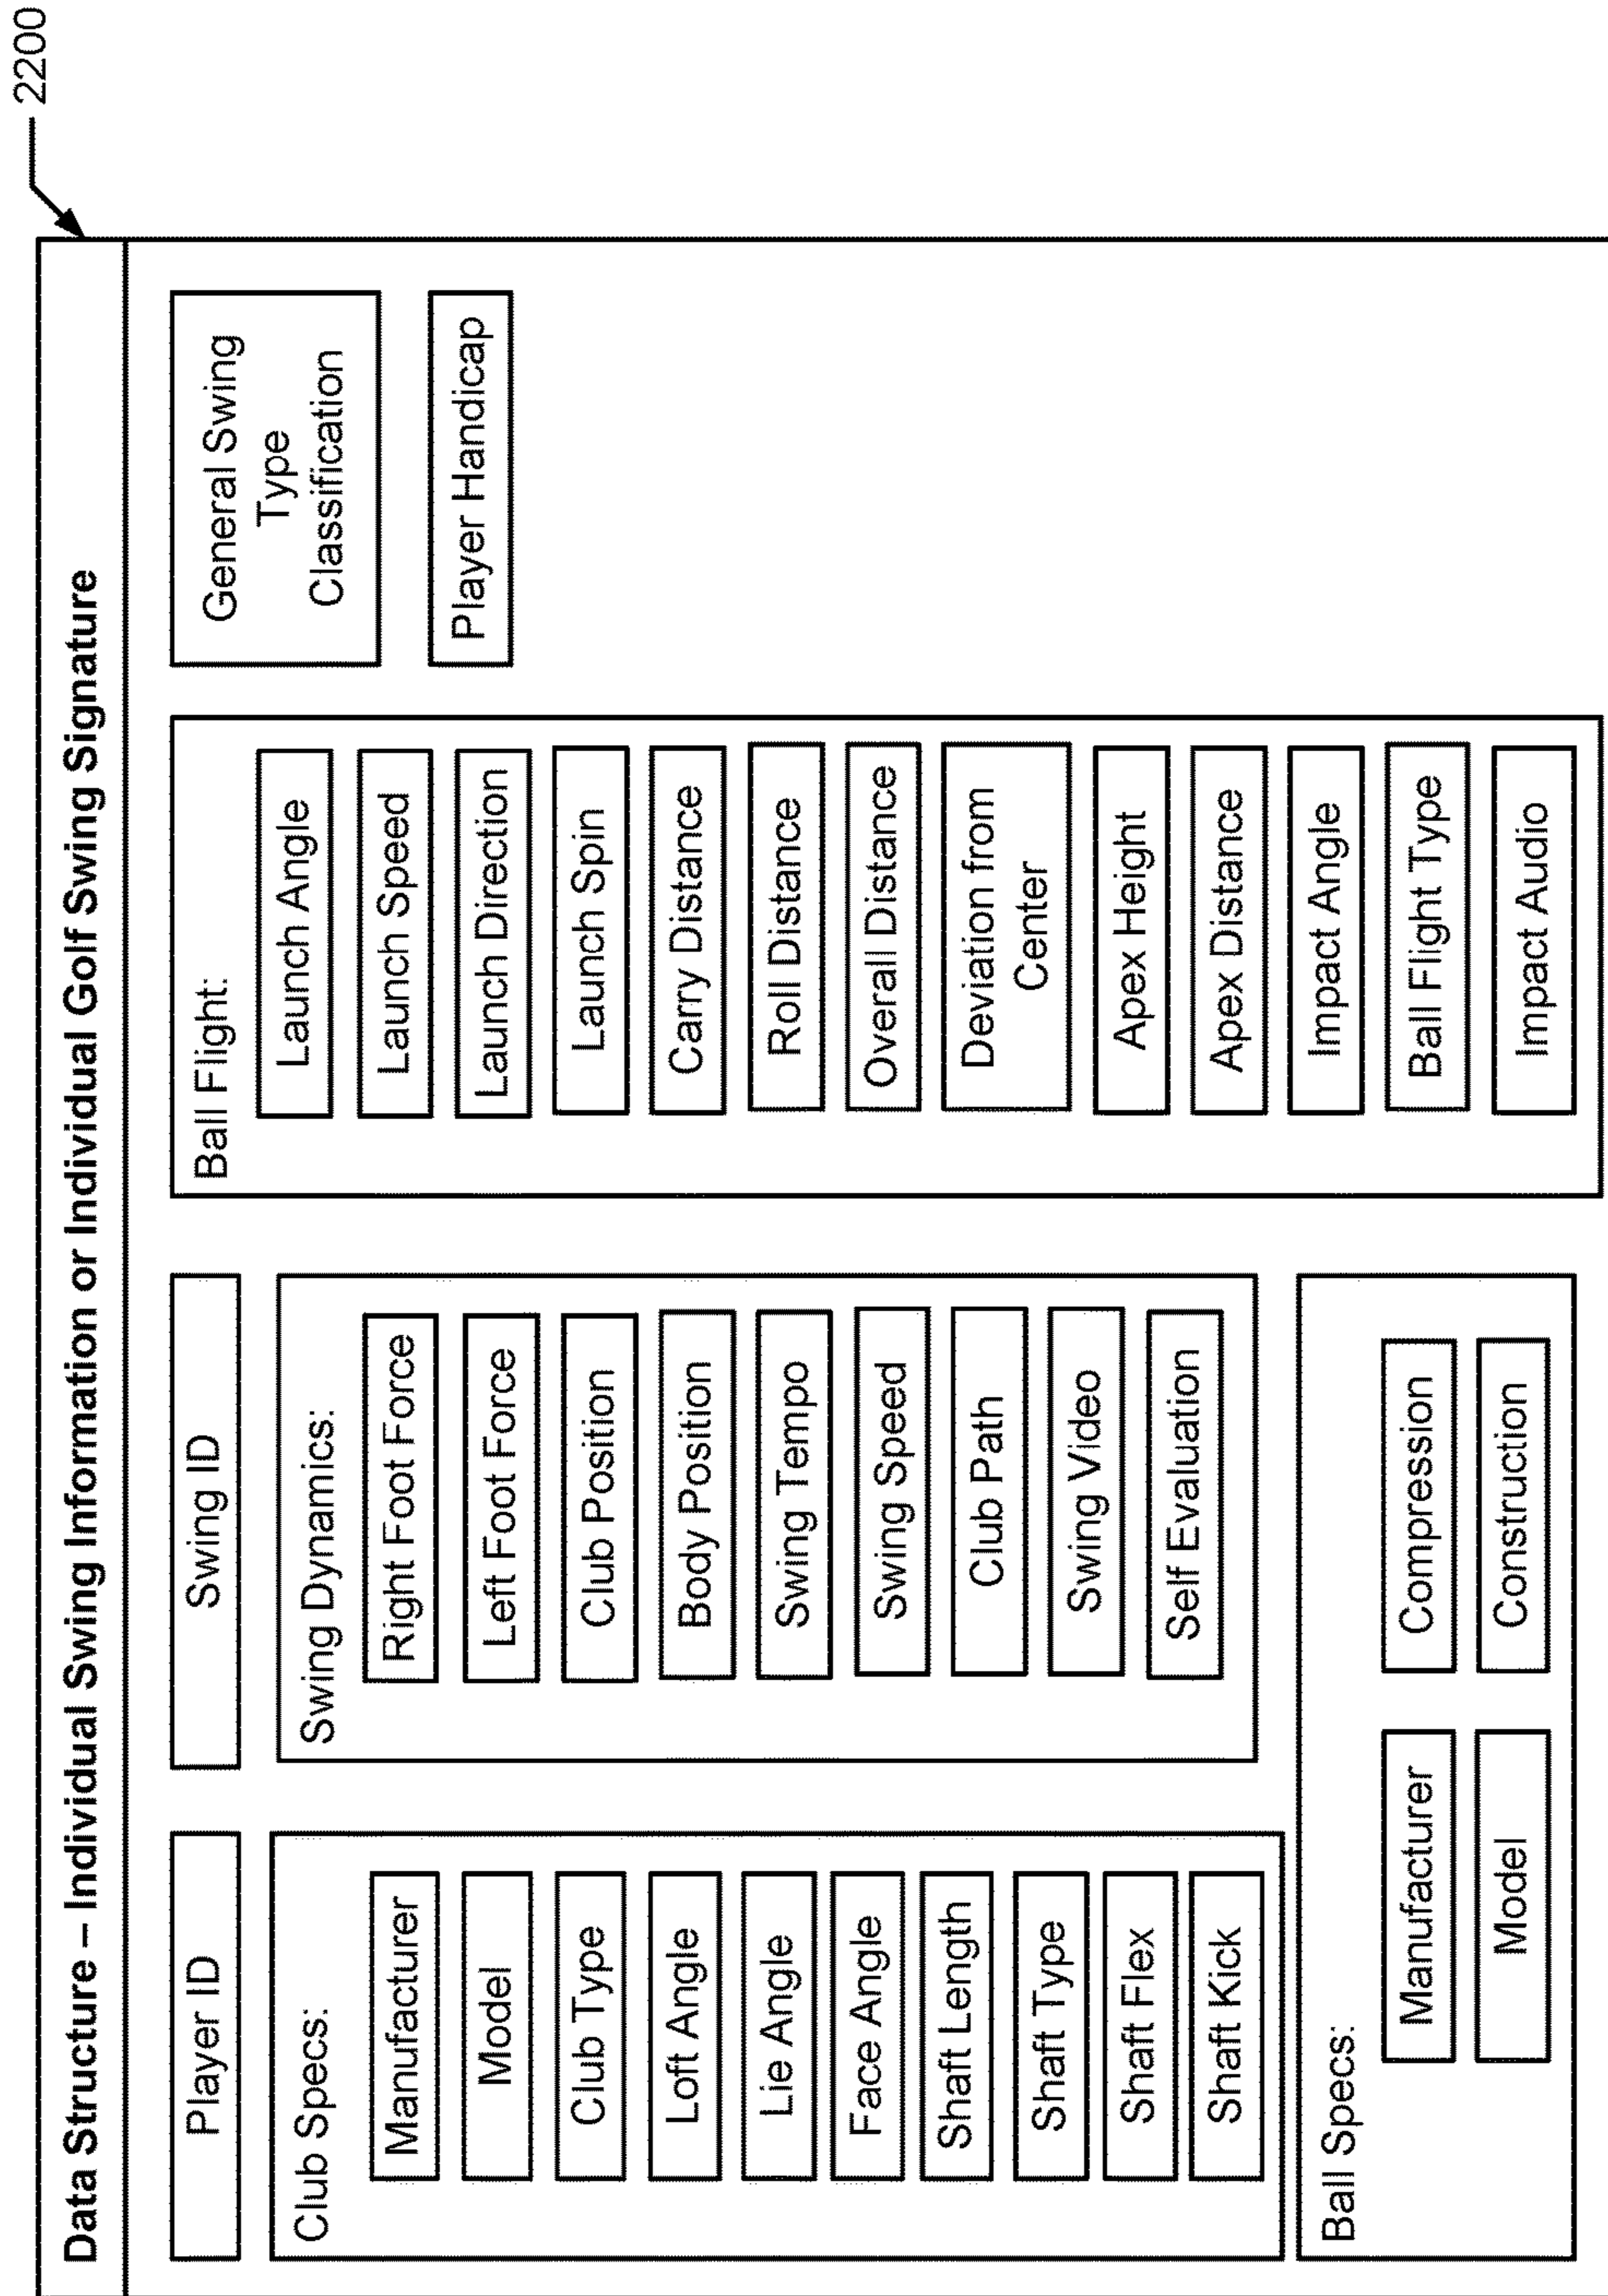 2200
Data Structure – Individual Swing Information or Individual Golf Swing Signature
Player ID
Swing ID
Club Specs:
Manufacturer
Model
Club Type
Loft Angle
Lie Angle
Face Angle
Shaft Length
Shaft Type
Shaft Flex
Shaft Kick
Swing Dynamics:
Right Foot Force
Left Foot Force
Club Position
Body Position
Swing Tempo
Swing Speed
Club Path
Swing Video
Self Evaluation
Ball Specs:
Manufacturer
Model
Compression
Construction
Ball Flight:
Launch Angle
Launch Speed
Launch Direction
Launch Spin
Carry Distance
Roll Distance
Overall Distance
Deviation from
Center
Apex Height
Apex Distance
Impact Angle
Ball Flight Type
Impact Audio
General Swing
Type
Classification
Player Handicap